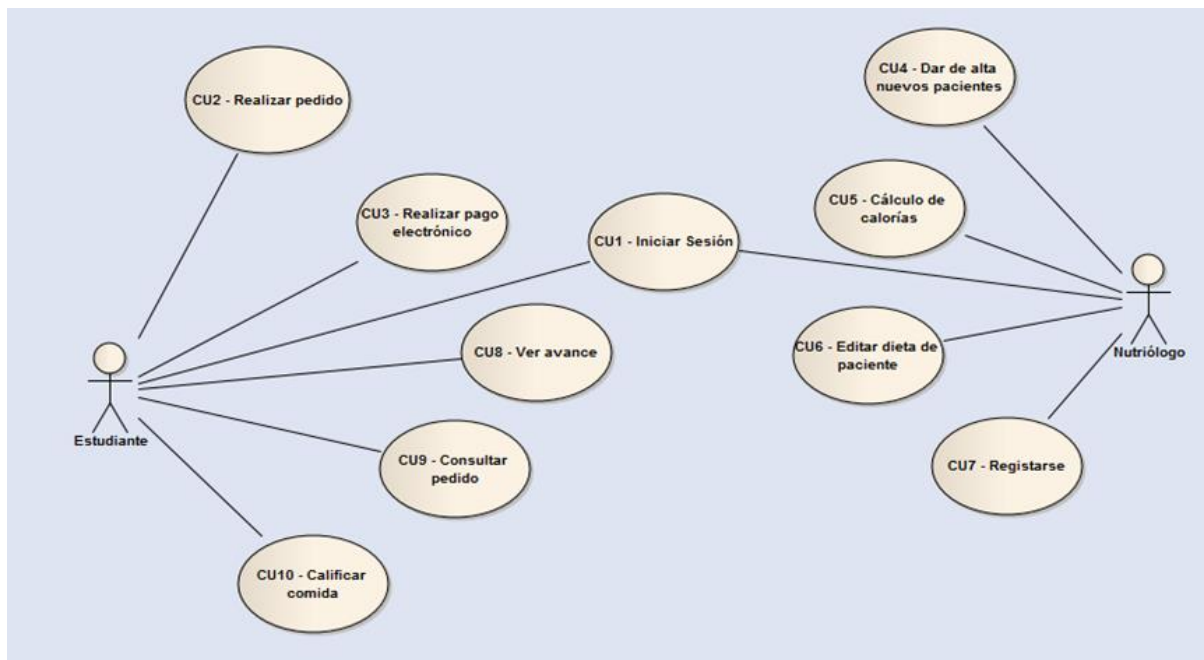 CU2 - Realizar pedido
CU4 - Dar de alta
nuevos pacientes
CU3 - Realizar pago
electrónico
CU1 - Iniciar Sesión
CU5 - Cálculo de
calorías
CU8 - Ver avance
CU6 - Editar dieta de
paciente
Nutriólogo
Estudiante
CU9 - Consultar
pedido
CU7 - Registarse
CU10 - Calificar
comida